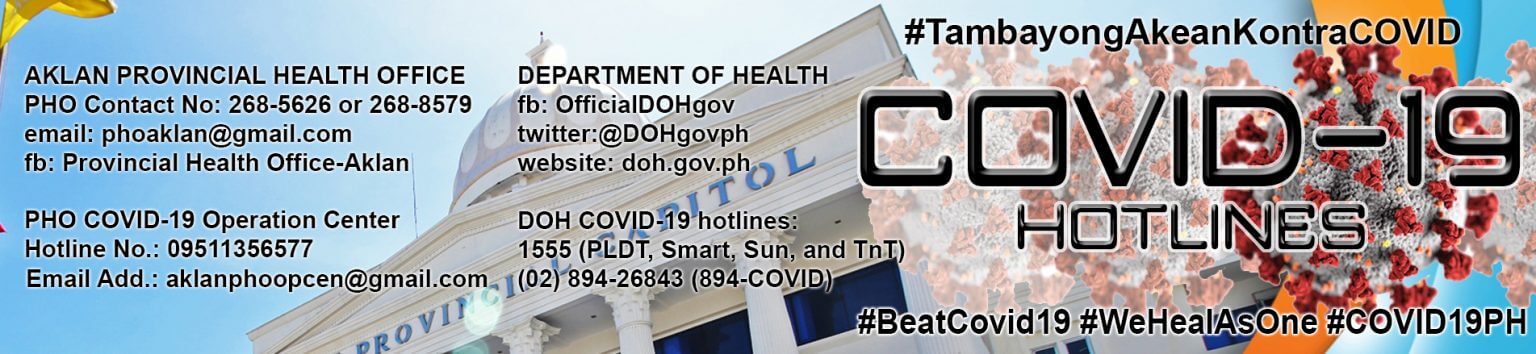 AKLAN PROVINCIAL HEALTH OFFICE
PHO Contact No: 268-5626 or 268-8579
email: phoaklan@gmail.com
fb: Provincial Health Office-Aklan
PHO COVID-19 Operation Center
Hotline No.: 09511356577
Email Add.: aklanphoopcen@gmail.com
DEPARTMENT OF HEALTH
fb: OfficialDOHgov
twitter:@DOHgovph
website: doh.gov.ph
DOH COVID-19 hotlines:
1555 (PLDT, Smart, Sun, and TnT)
(02) 894-26843 (894-COVID)
PROVINCIAL CAPITOL
#TambayongAkeanKontraCOVID
COVID-19
HOTLINES
#BeatCovid19 #WeHealAsOne #COVID19PH